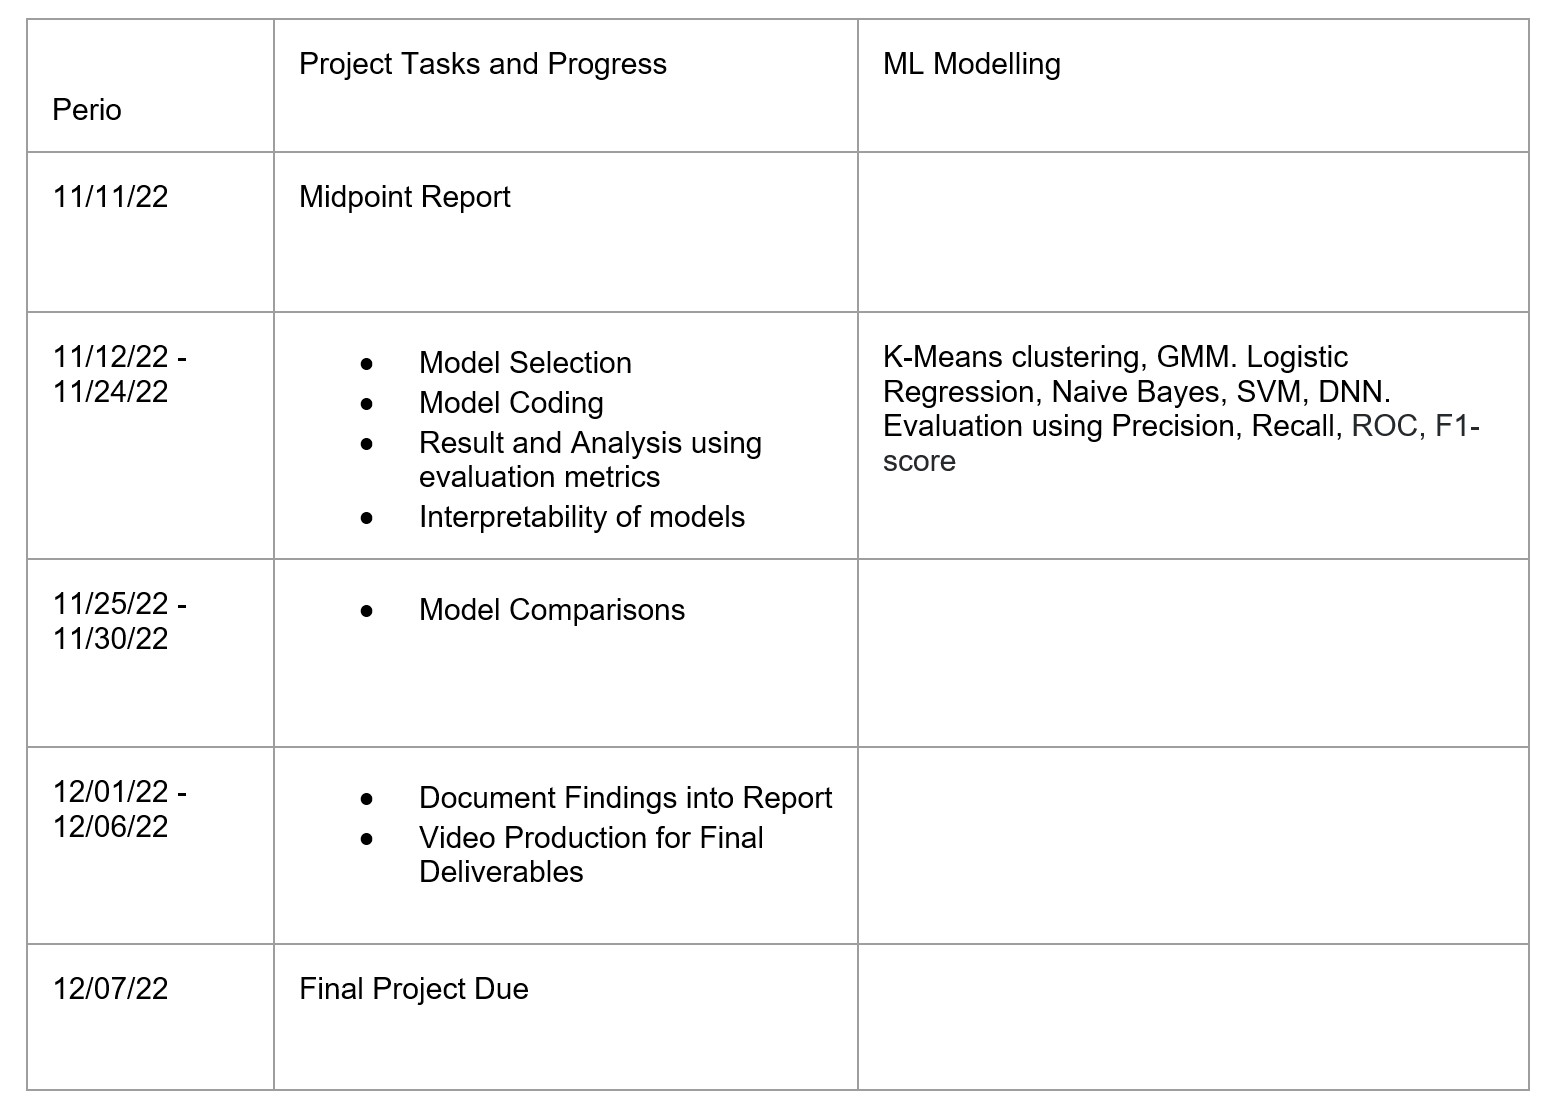 Perio
Project Tasks and Progress
ML Modelling
11/11/22
Midpoint Report
11/12/22 -
11/24/22
● Model Selection
● Model Coding
● Result and Analysis using
evaluation metrics
● Interpretability of models
K-Means clustering, GMM. Logistic
Regression, Naive Bayes, SVM, DNN.
Evaluation using Precision, Recall, ROC, F1-
score
11/25/22 -
11/30/22
● Model Comparisons
12/01/22 -
12/06/22
● Document Findings into Report
● Video Production for Final
Deliverables
12/07/22
Final Project Due